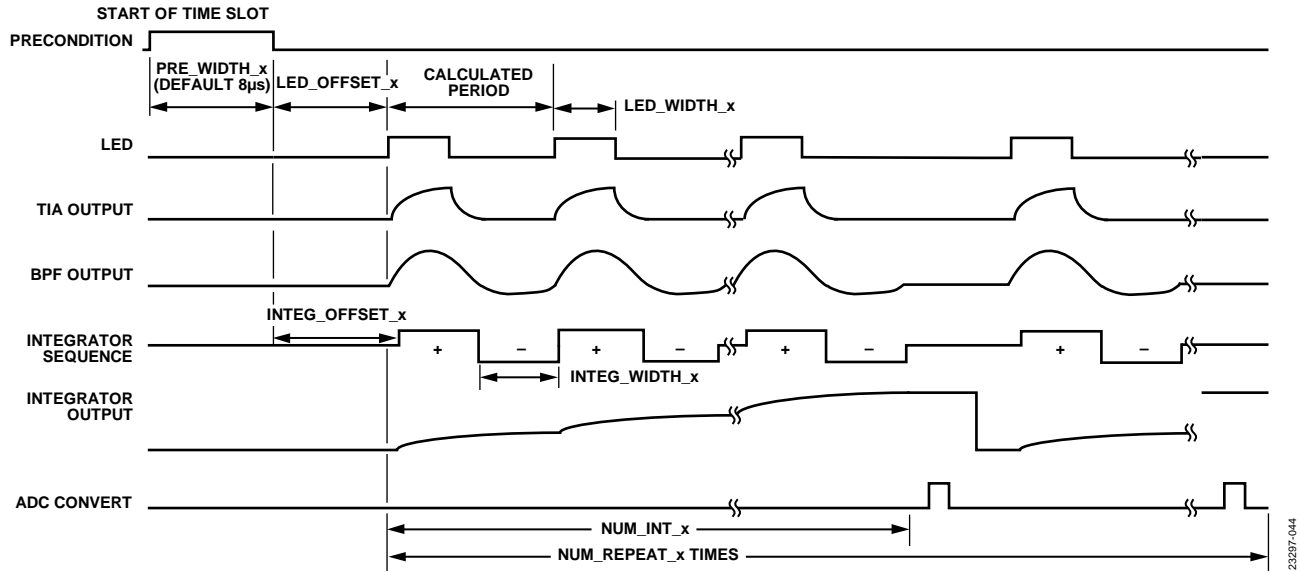 START OF TIME SLOT
PRECONDITION
PRE_WIDTH_x
(DEFAULT 8µs)
LED_OFFSET_x
CALCULATED
PERIOD
LED_WIDTH_x
LED
TIA OUTPUT
BPF OUTPUT
INTEG_OFFSET_x
INTEGRATOR
SEQUENCE
+ – + – + – + –
INTEG_WIDTH_x
INTEGRATOR
OUTPUT
ADC CONVERT
NUM_INT_x
NUM_REPEAT_x TIMES
23297-044